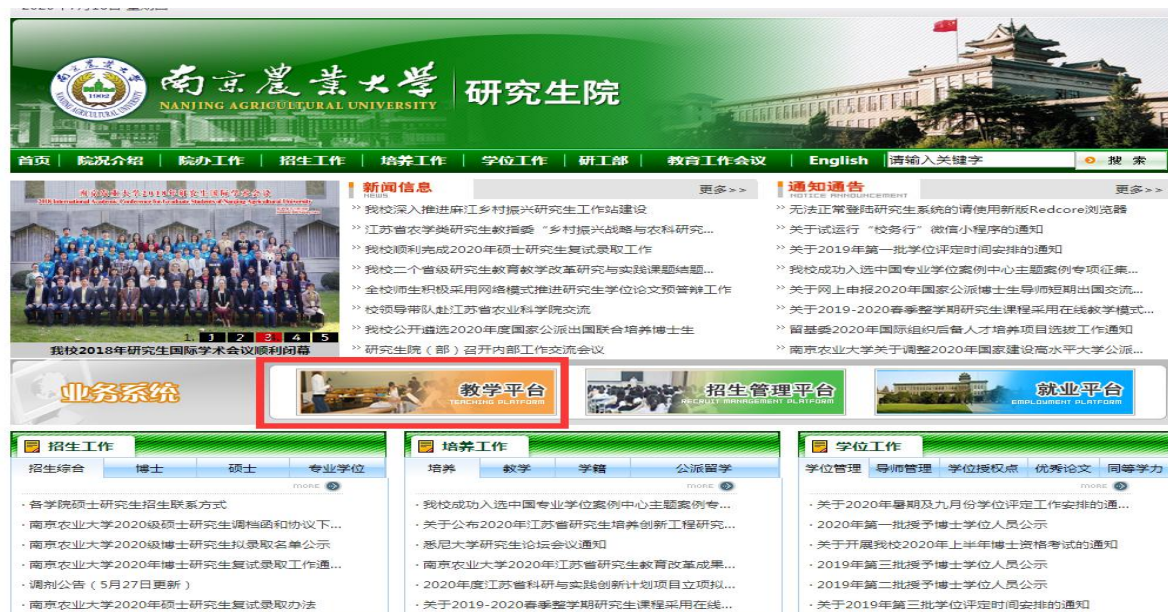 南京農業大學
NANJING AGRICULTURAL UNIVERSITY
研究生院
1902
首页 | 院况介绍 | 院办工作 | 招生工作 | 培养工作 | 学位工作 | 研工部 | 教育工作会议 | English 请输入关键字 搜 索
南京农业大学2018年研究生国际学术会议
2018 International Academic Conference for Graduate Students of Nanjing Agricultural University
1 2 3 4 5
我校2018年研究生国际学术会议顺利闭幕
新闻信息 更多>>
NEWS
我校深入推进麻江乡村振兴研究生工作站建设
江苏省农学类研究生教指委“乡村振兴战略与农科研究...
我校顺利完成2020年硕士研究生复试录取工作
我校二个省级研究生教育教学改革研究与实践课题结题...
全校师生积极采用网络模式推进研究生学位论文预答辩工作
校领导带队赴江苏省农业科学院交流
我校公开遴选2020年度国家公派出国联合培养博士生
研究生院(部)召开内部工作交流会议
通知通告 更多>>
NOTICE ANNOUNCEMENT
无法正常登陆研究生系统的请使用新版Redcore浏览器
关于试运行“校务行”微信小程序的通知
关于2019年第一批学位评定时间安排的通知
我校成功入选中国专业学位案例中心主题案例专项征集...
关于网上申报2020年国家公派博士生导师短期出国交流...
关于2019-2020春季整学期研究生课程采用在线教学模式...
留基委2020年国际组织后备人才培养项目选拔工作通知
南京农业大学关于调整2020年国家建设高水平大学公派...
业务系统
教学平台
TEACHING PLATFORM
招生管理平台
RECRUIT MANAGEMENT PLATFORM
就业平台
EMPLOYMENT PLATFORM
招生工作
招生综合 博士 硕士 专业学位
more
·各学院硕士研究生招生联系方式
·南京农业大学2020级硕士研究生调档函和协议下...
·南京农业大学2020级博士研究生拟录取名单公示
·南京农业大学2020年博士研究生复试录取工作通...
·调剂公告(5月27日更新)
·南京农业大学2020年硕士研究生复试录取办法
培养工作
培养 教学 学籍 公派留学
more
·我校成功入选中国专业学位案例中心主题案例专...
·关于公布2020年江苏省研究生培养创新工程研究...
·悉尼大学研究生论坛会议通知
·南京农业大学2020年江苏省研究生教育改革成果...
·2020年度江苏省科研与实践创新计划项目立项拟...
·关于2019-2020春季整学期研究生课程采用在线...
学位工作
学位管理 导师管理 学位授权点 优秀论文 同等学力
more
·关于2020年暑期及九月份学位评定工作安排的通...
·2020年第一批授予博士学位人员公示
·关于开展我校2020年上半年博士资格考试的通知
·2019年第三批授予博士学位人员公示
·2019年第二批授予博士学位人员公示
·关于2019年第三批学位评定时间安排的通知